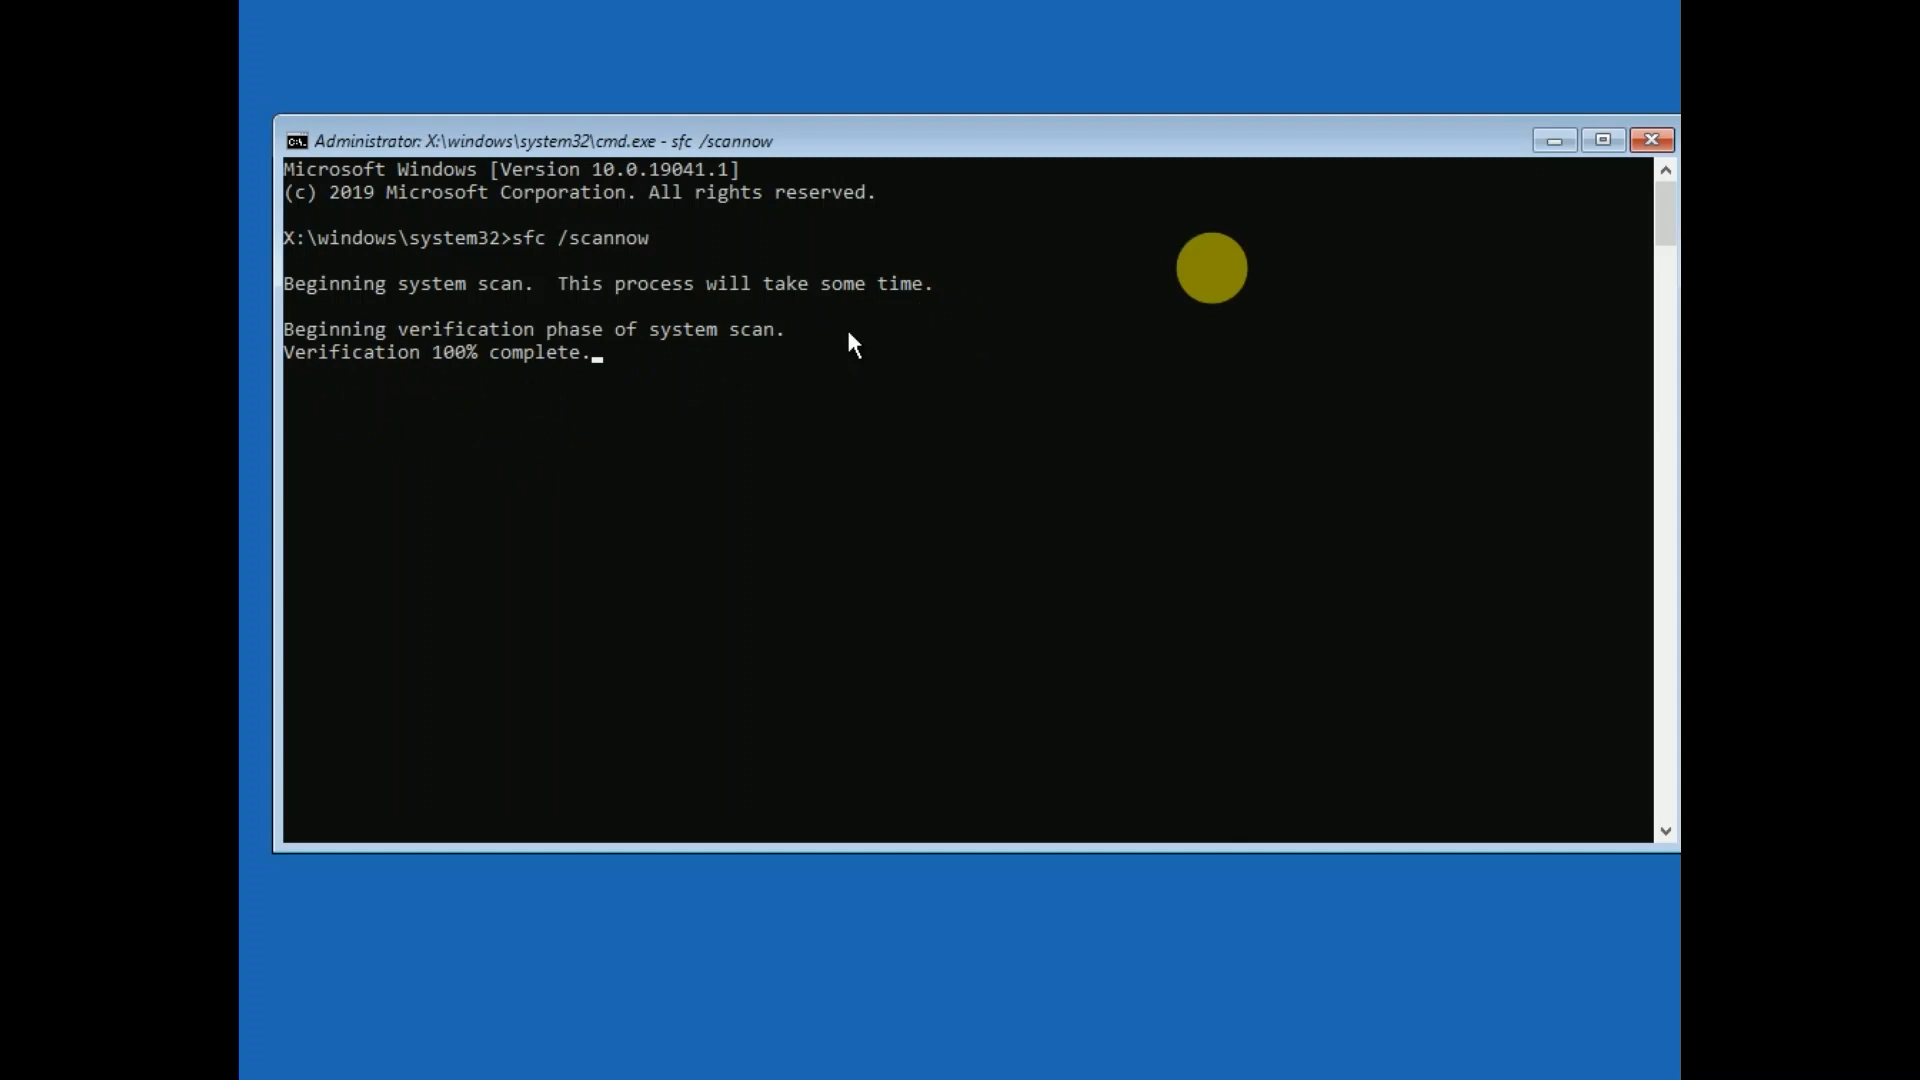 Administrator: X:\windows\system32\cmd.exe - sfc /scannow
Microsoft Windows [Version 10.0.19041.1]
(c) 2019 Microsoft Corporation. All rights reserved.
X:\windows\system32>sfc /scannow
Beginning system scan.  This process will take some time.
Beginning verification phase of system scan.
Verification 100% complete.